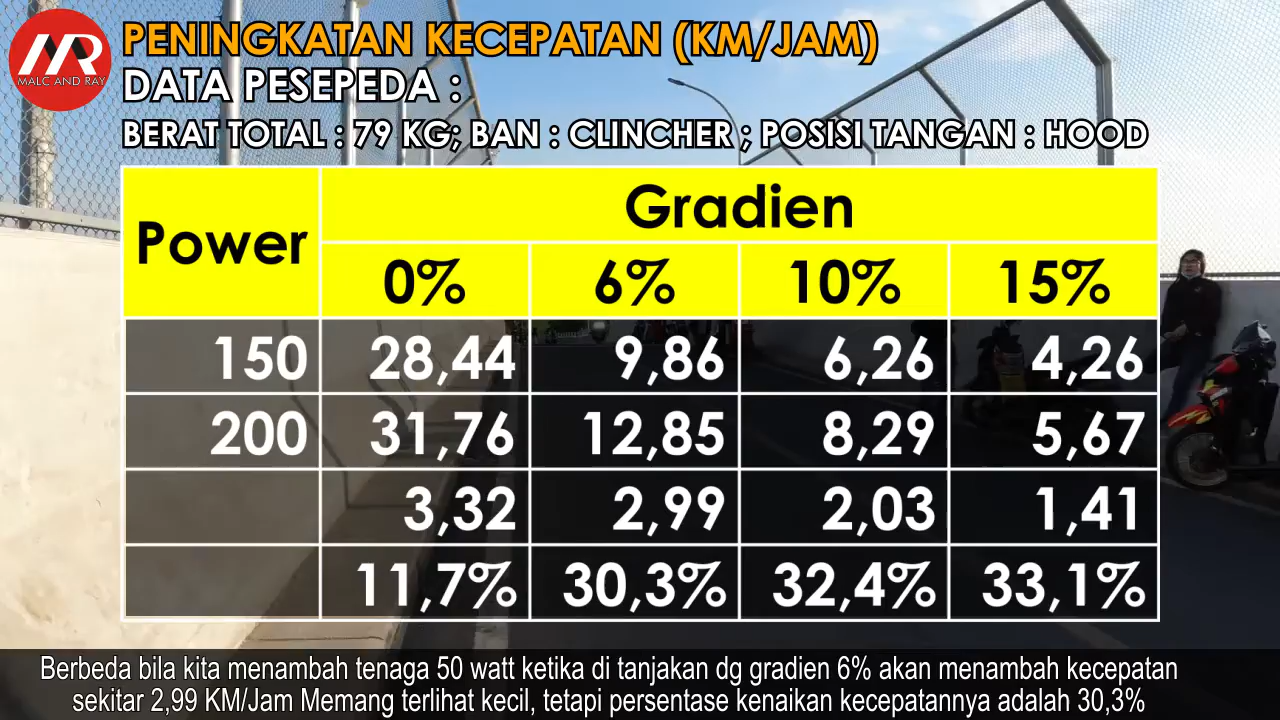 MR
MALC AND RAY
PENINGKATAN KECEPATAN (KM/JAM)
DATA PESEPEDA :
BERAT TOTAL : 79 KG; BAN : CLINCHER ; POSISI TANGAN : HOOD
Power Gradien
0% 6% 10% 15%
150 28,44 9,86 6,26 4,26
200 31,76 12,85 8,29 5,67
3,32 2,99 2,03 1,41
11,7% 30,3% 32,4% 33,1%
Berbeda bila kita menambah tenaga 50 watt ketika di tanjakan dg gradien 6% akan menambah kecepatan
sekitar 2,99 KM/Jam Memang terlihat kecil, tetapi persentase kenaikan kecepatannya adalah 30,3%